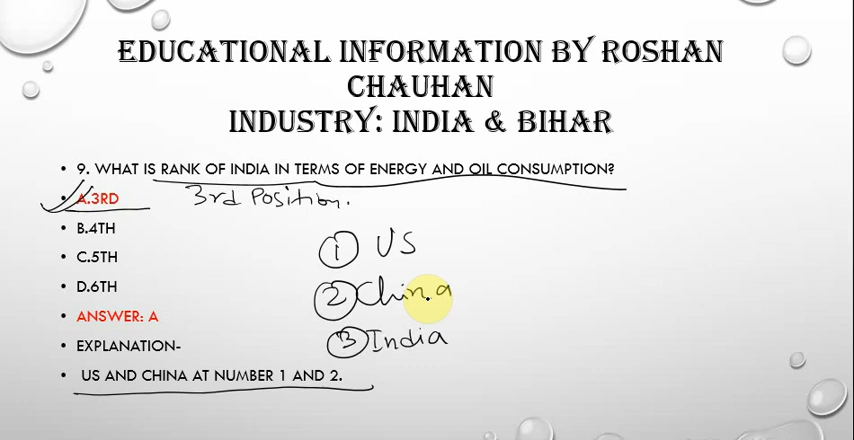 EDUCATIONAL INFORMATION BY ROSHAN
CHAUHAN
INDUSTRY: INDIA & BIHAR
• 9. WHAT IS RANK OF INDIA IN TERMS OF ENERGY AND OIL CONSUMPTION?
• A.3RD 3rd Position.
• B.4TH
① US
• C.5TH
• D.6TH
② China
• ANSWER: A
③ India
• EXPLANATION-
• US AND CHINA AT NUMBER 1 AND 2.